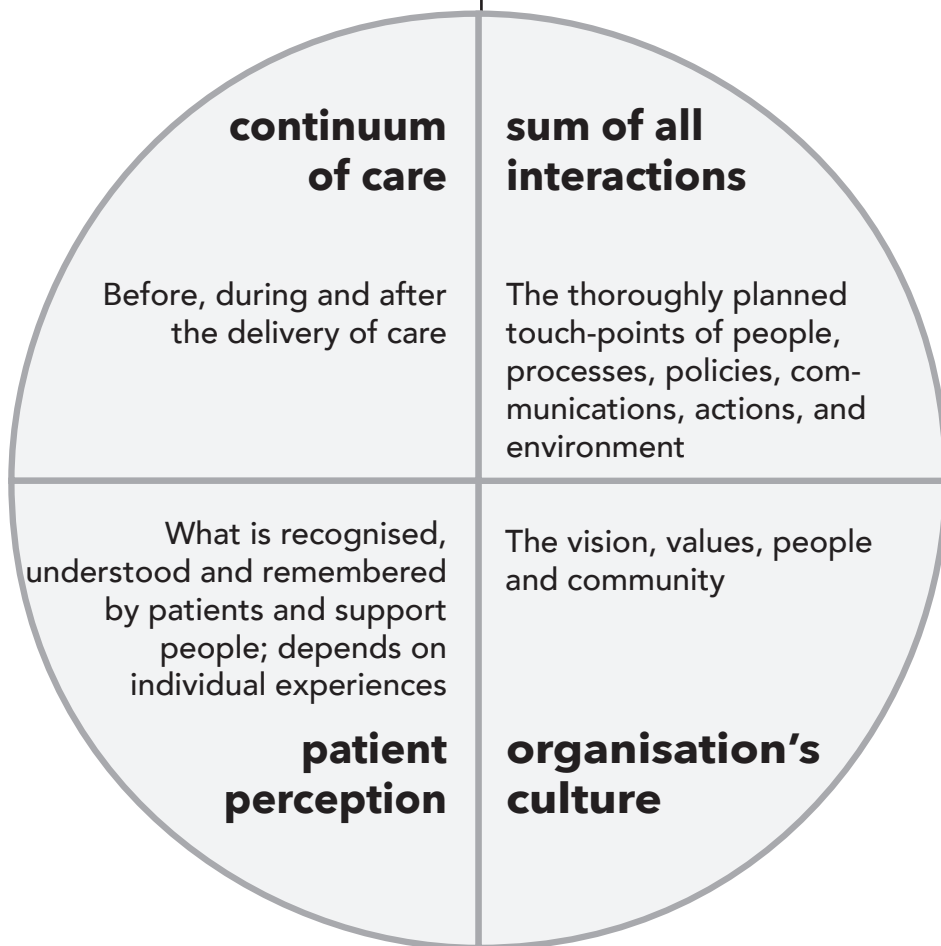 continuum
of care
Before, during and after
the delivery of care
sum of all
interactions
The thoroughly planned
touch-points of people,
processes, policies, com-
munications, actions, and
environment
What is recognised,
understood and remembered
by patients and support
people; depends on
individual experiences
patient
perception
The vision, values, people
and community
organisation’s
culture